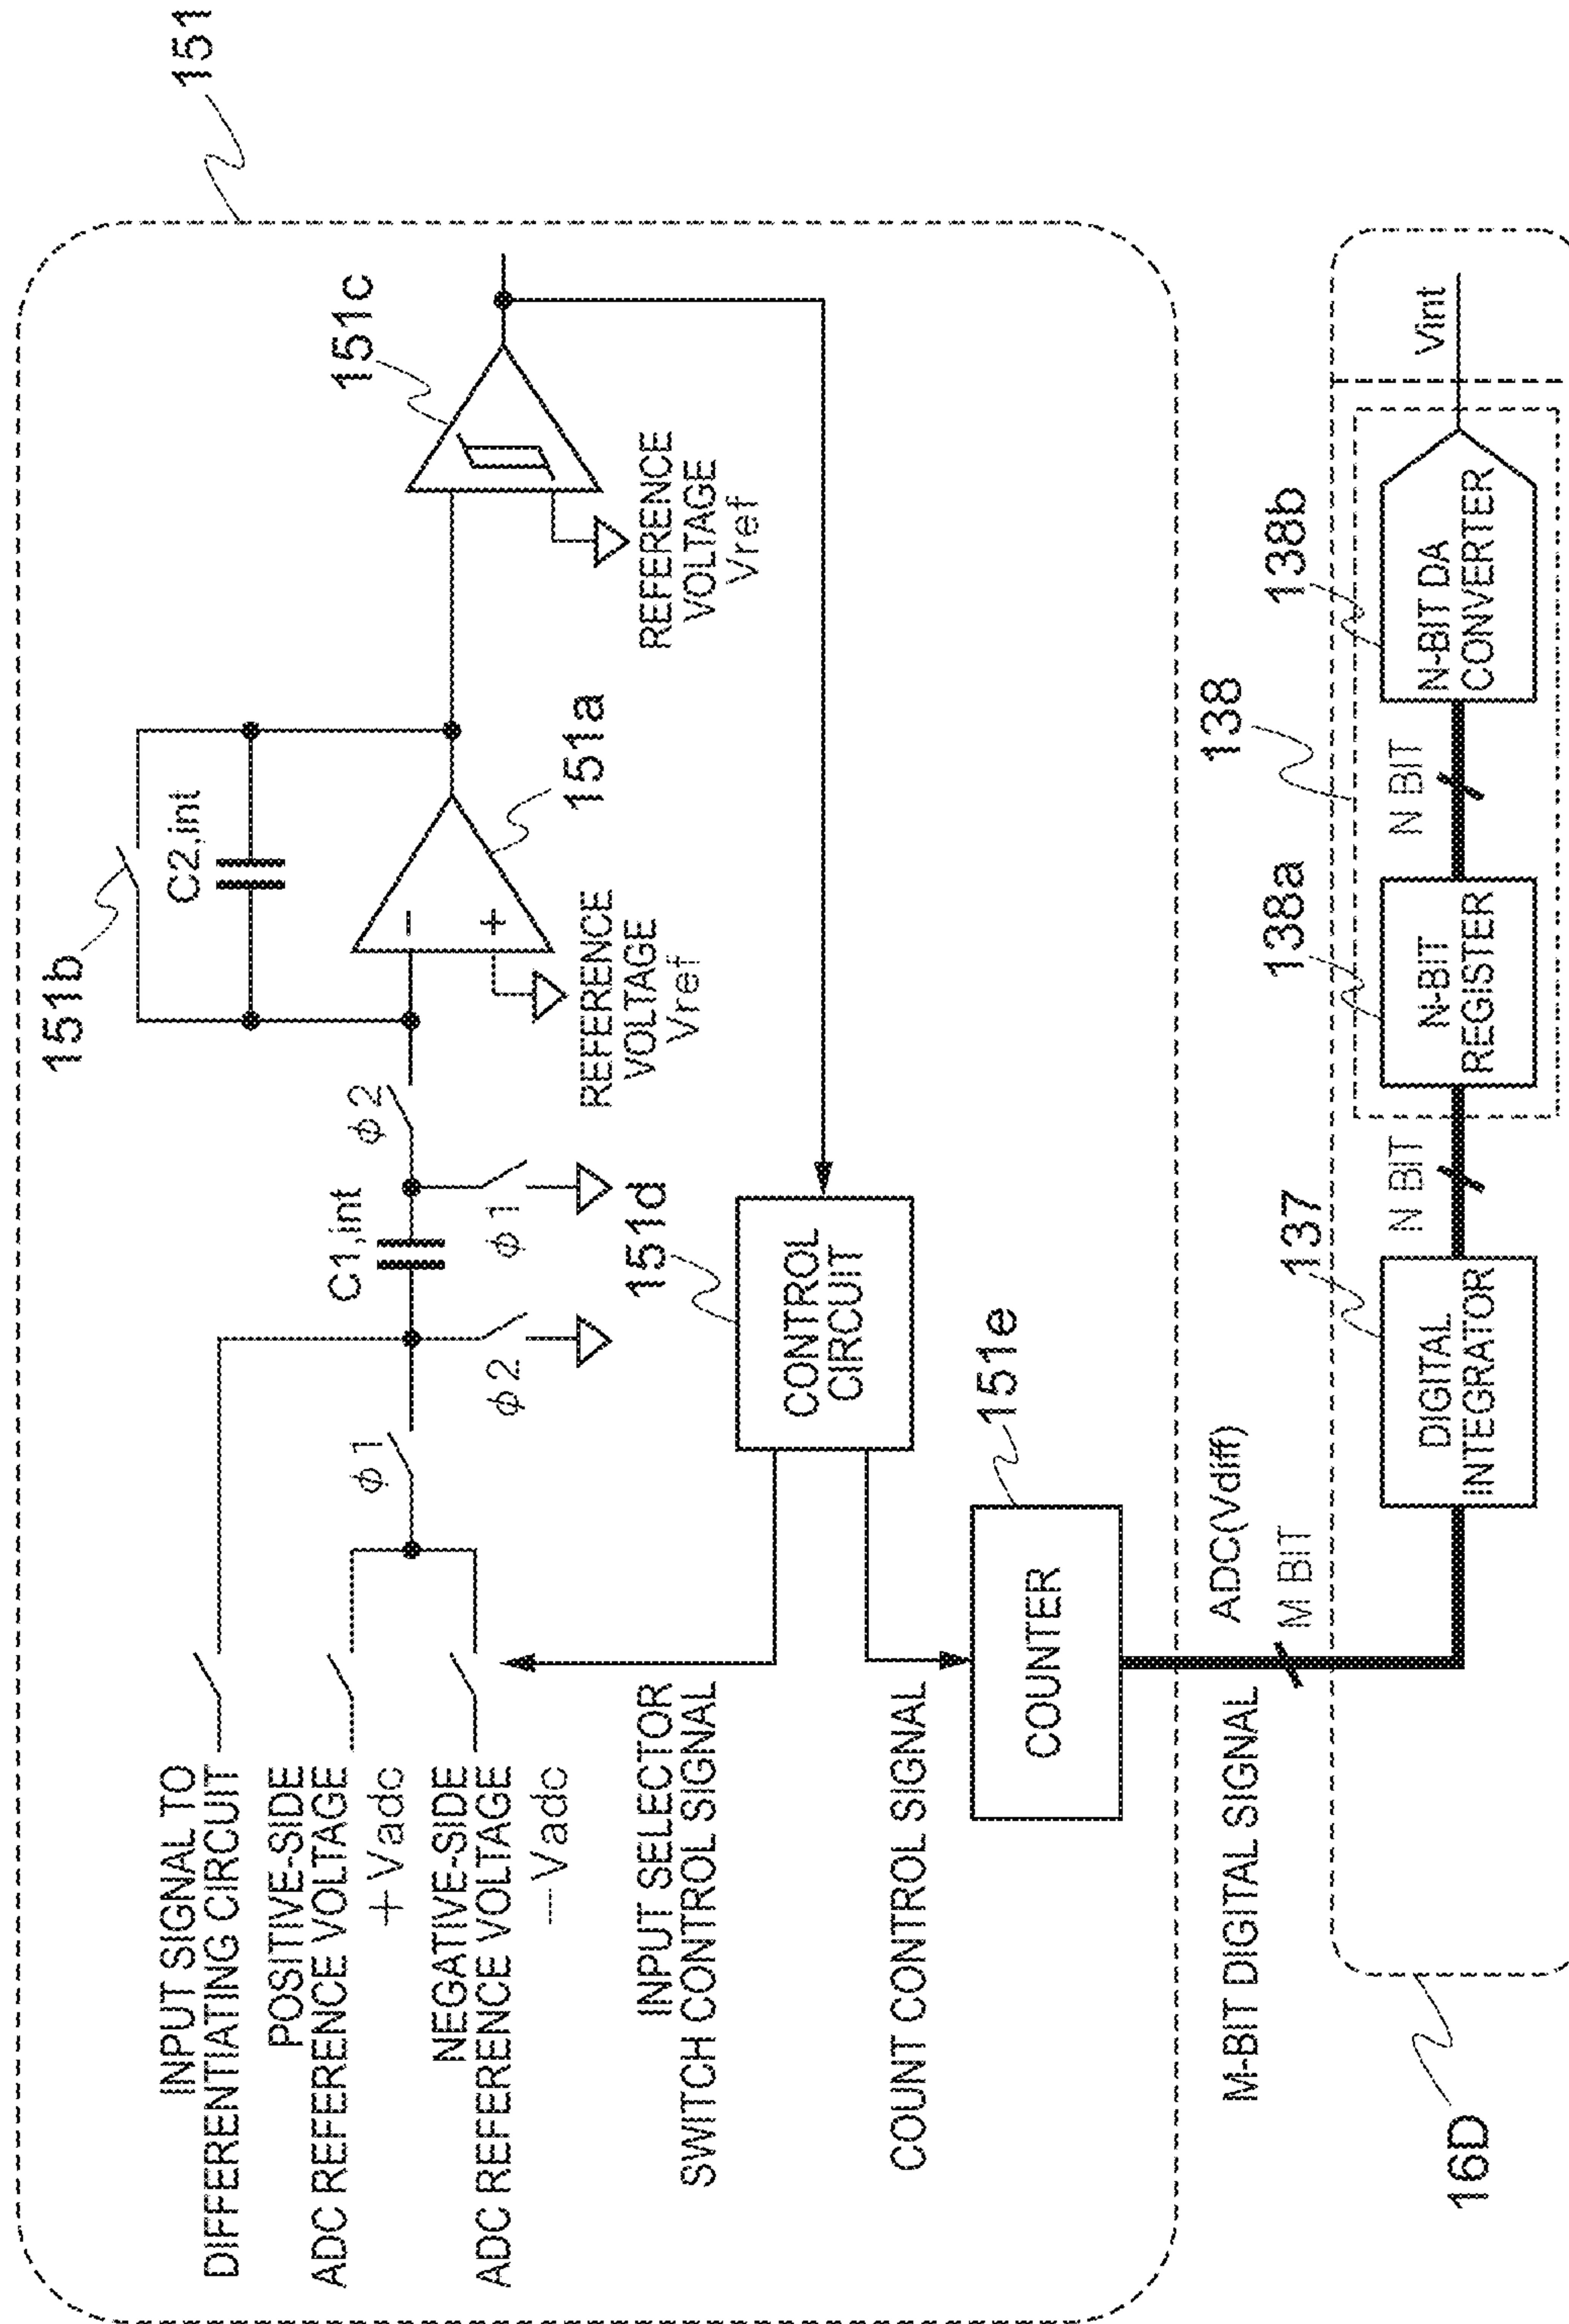 151
151b
C2,int
151c
151a
REFERENCE
VOLTAGE
Vref
REFERENCE
VOLTAGE
Vref
−
+
INPUT SIGNAL TO
DIFFERENTIATING CIRCUIT
POSITIVE-SIDE
ADC REFERENCE VOLTAGE
+Vadc
NEGATIVE-SIDE
ADC REFERENCE VOLTAGE
−Vadc
φ1
C1,int
φ2
φ2
φ1
151d
CONTROL
CIRCUIT
INPUT SELECTOR
SWITCH CONTROL SIGNAL
COUNT CONTROL SIGNAL
151e
COUNTER
M-BIT DIGITAL SIGNAL
ADC(Vdiff)
M BIT
16D
137
DIGITAL
INTEGRATOR
N BIT
138
138a
N-BIT
REGISTER
N BIT
138b
N-BIT DA
CONVERTER
Vint